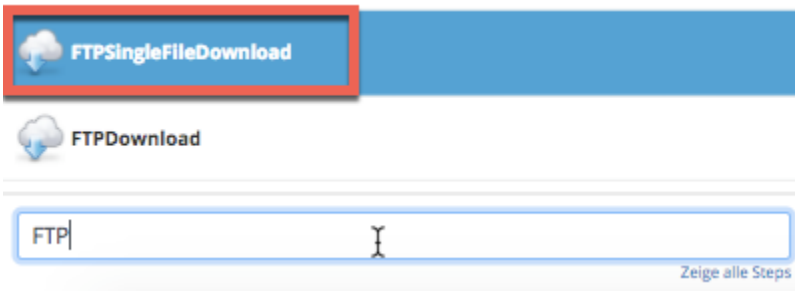 FTPSingleFileDownload
FTPDownload
FTP
Zeige alle Steps